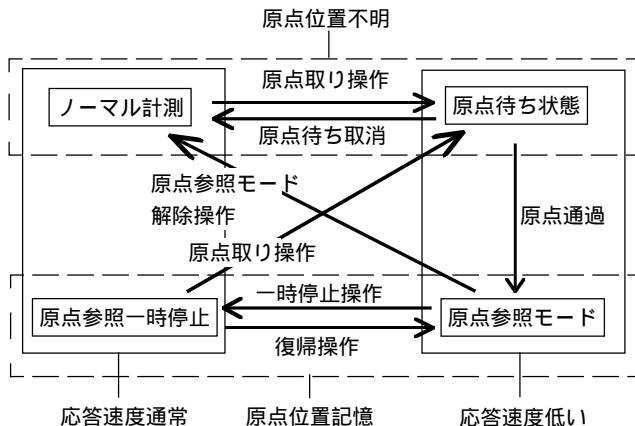 原点位置不明
原点取り操作
ノーマル計測
原点待ち状態
原点待ち取消
原点参照モード
解除操作
原点通過
原点取り操作
一時停止操作
原点参照一時停止
原点参照モード
復帰操作
応答速度通常
原点位置記憶
応答速度低い